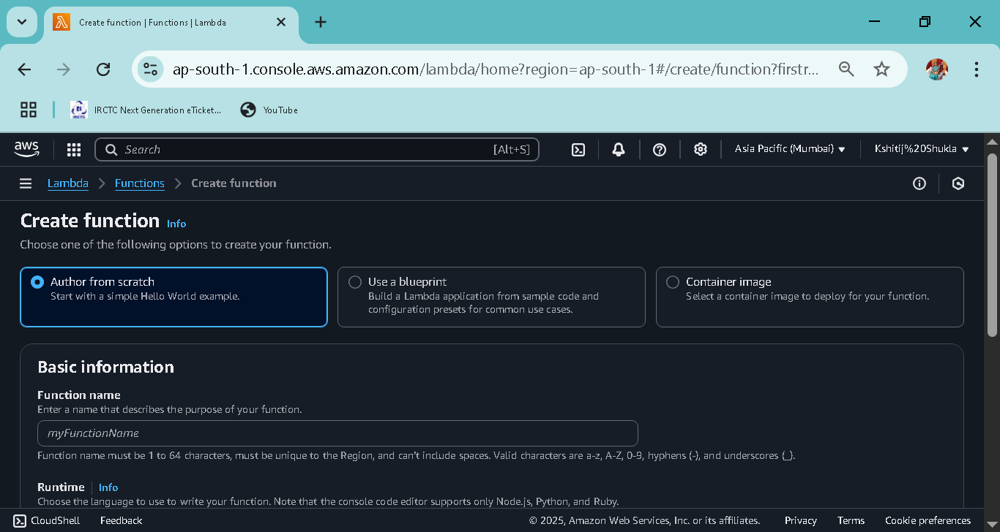 Create function | Functions | Lambda
ap-south-1.console.aws.amazon.com/lambda/home?region=ap-south-1#/create/function?firstr...
IRCTC Next Generation eTicket... YouTube
aws Search [Alt+S] Asia Pacific (Mumbai) Kshitij%20Shukla
Lambda Functions Create function
Create function Info
Choose one of the following options to create your function.
Author from scratch
Start with a simple Hello World example.
Use a blueprint
Build a Lambda application from sample code and
configuration presets for common use cases.
Container image
Select a container image to deploy for your function.
Basic information
Function name
Enter a name that describes the purpose of your function.
myFunctionName
Function name must be 1 to 64 characters, must be unique to the Region, and can't include spaces. Valid characters are a-z, A-Z, 0-9, hyphens (-), and underscores (_).
Runtime Info
Choose the language to use to write your function. Note that the console code editor supports only Node.js, Python, and Ruby.
CloudShell Feedback © 2025, Amazon Web Services, Inc. or its affiliates. Privacy Terms Cookie preferences